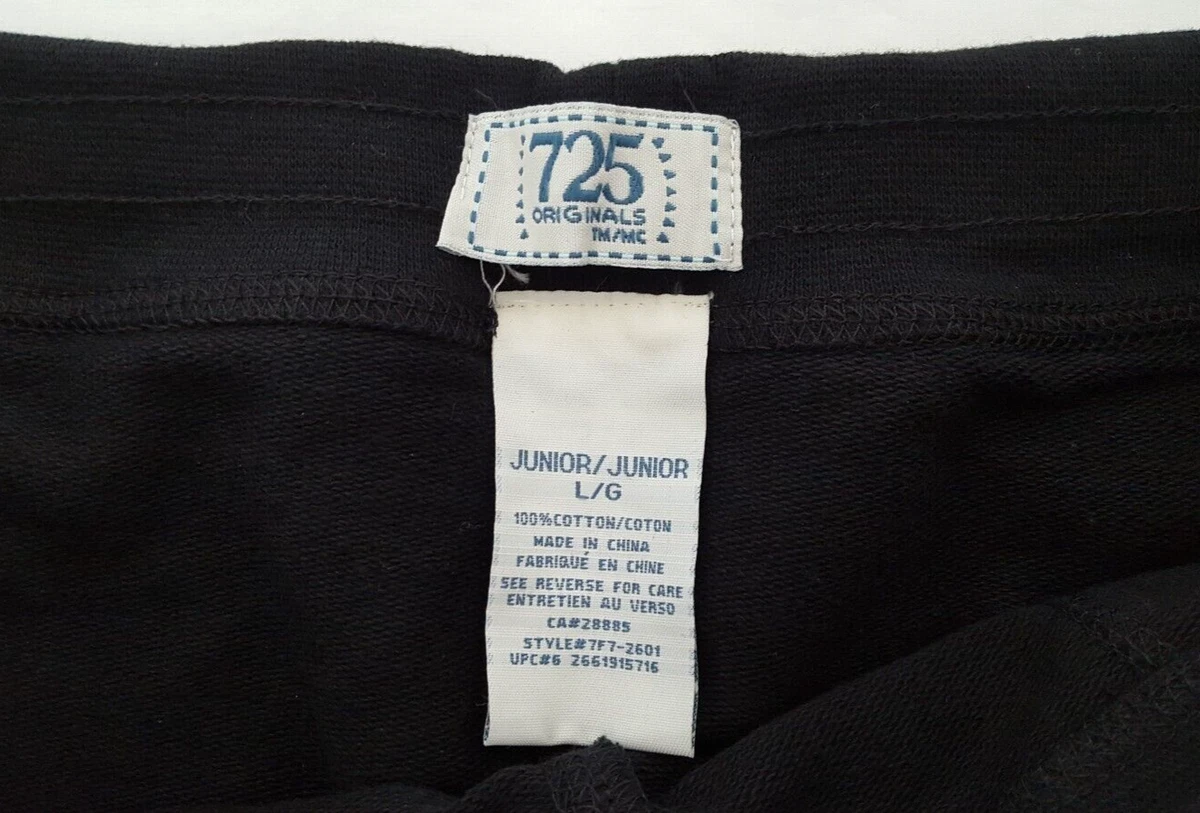 725
ORIGINALS
TM/MC
JUNIOR/JUNIOR
L/G
100%COTTON/COTON
MADE IN CHINA
FABRIQUÉ EN CHINE
SEE REVERSE FOR CARE
ENTRETIEN AU VERSO
CA#28885
STYLE#7F7-2601
UPC#6 2661915716